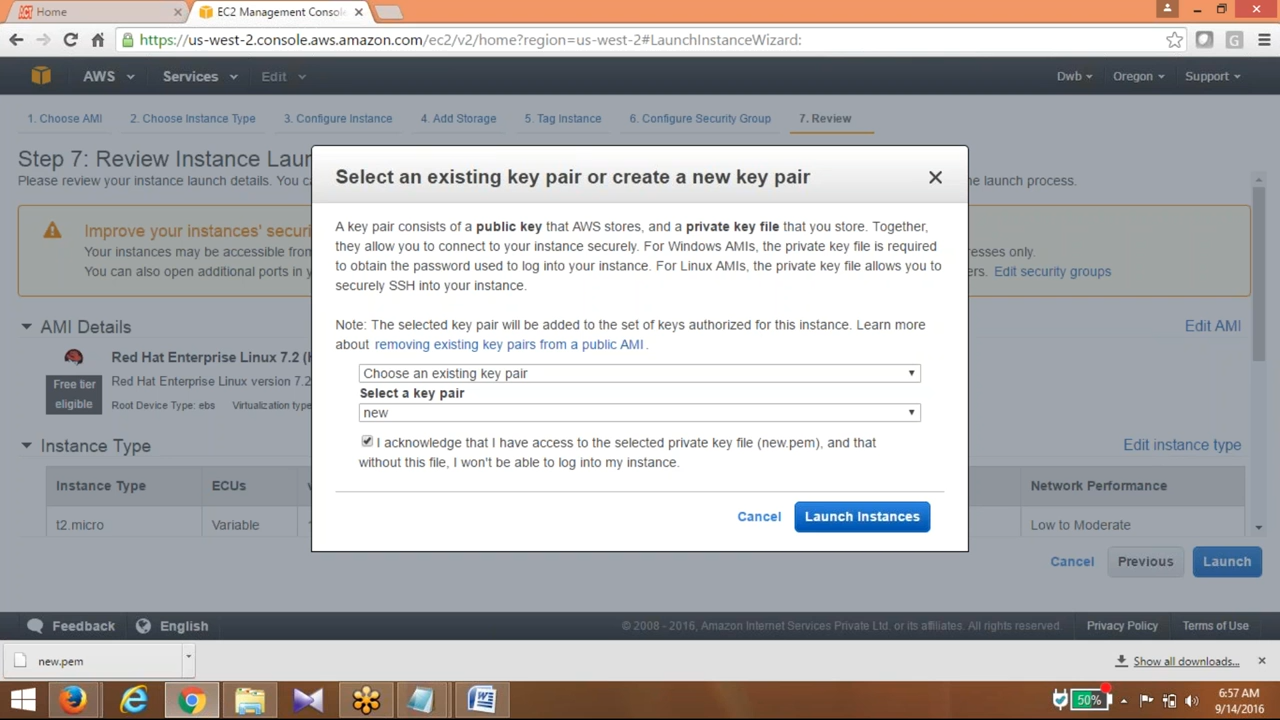 Home
EC2 Management Consol
https://us-west-2.console.aws.amazon.com/ec2/v2/home?region=us-west-2#LaunchInstanceWizard:
AWS
Services
Edit
Dwb
Oregon
Support
1. Choose AMI
2. Choose Instance Type
3. Configure Instance
4. Add Storage
5. Tag Instance
6. Configure Security Group
7. Review
Step 7: Review Instance Laun
Please review your instance launch details. You ca
he launch process.
Improve your instances' securi
Your instances may be accessible from
esses only.
You can also open additional ports in y
ers. Edit security groups
AMI Details
Edit AMI
Red Hat Enterprise Linux 7.2 (H
Free tier
eligible
Red Hat Enterprise Linux version 7.2
Root Device Type: ebs
Virtualization type
Instance Type
Edit instance type
Instance Type
ECUs
Network Performance
t2.micro
Variable
Low to Moderate
Select an existing key pair or create a new key pair
A key pair consists of a public key that AWS stores, and a private key file that you store. Together,
they allow you to connect to your instance securely. For Windows AMIs, the private key file is required
to obtain the password used to log into your instance. For Linux AMIs, the private key file allows you to
securely SSH into your instance.
Note: The selected key pair will be added to the set of keys authorized for this instance. Learn more
about removing existing key pairs from a public AMI.
Choose an existing key pair
Select a key pair
new
I acknowledge that I have access to the selected private key file (new.pem), and that
without this file, I won't be able to log into my instance.
Cancel
Launch Instances
Cancel
Previous
Launch
Feedback
English
© 2008 - 2016, Amazon Internet Services Private Ltd. or its affiliates. All rights reserved.
Privacy Policy
Terms of Use
new.pem
Show all downloads...
50%
6:57 AM
9/14/2016